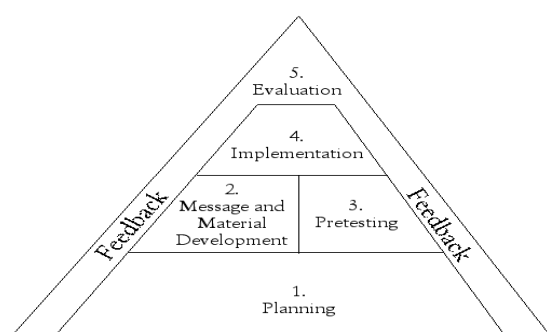 5.
Evaluation
4.
Implementation
2.
Message and
Material
Development
3.
Pretesting
Feedback
Feedback
1.
Planning